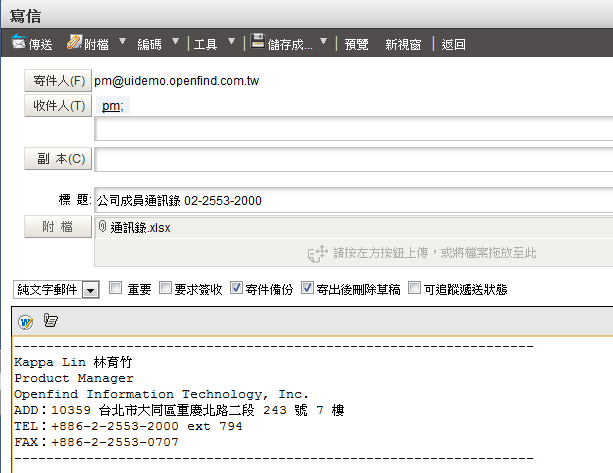 寫信
傳送 附檔 編碼 工具 儲存成... 預覽 新視窗 返回
寄件人(F) pm@uidemo.openfind.com.tw
收件人(T) pm;
副 本(C)
標 題: 公司成員通訊錄 02-2553-2000
附 檔 通訊錄.xlsx
請按左方按鈕上傳，或將檔案拖放至此
純文字郵件 重要 要求簽收 寄件備份 寄出後刪除草稿 可追蹤遞送狀態
----------------------------------------------------------------
Kappa Lin 林育竹
Product Manager
Openfind Information Technology, Inc.
ADD：10359 台北市大同區重慶北路二段 243 號 7 樓
TEL：+886-2-2553-2000 ext 794
FAX：+886-2-2553-0707
----------------------------------------------------------------